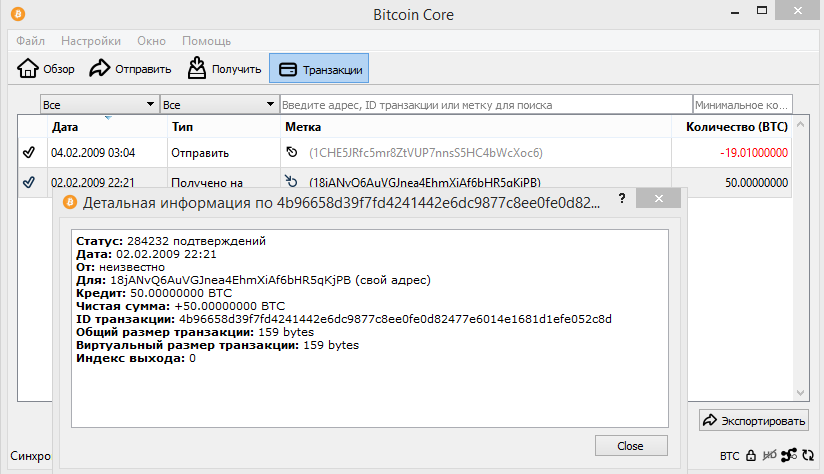 Bitcoin Core
Файл Настройки Окно Помощь
Обзор Отправить Получить Транзакции
Все Все Введите адрес, ID транзакции или метку для поиска Минимальное ко...
Дата Тип Метка Количество (BTC)
04.02.2009 03:04 Отправить (1CHE5JRfc5mr8ZtVUP7nnsS5HC4bWcXoc6) -19.01000000
02.02.2009 22:21 Получено на (18jANvQ6AuVGJnea4EhmXiAf6bHR5qKjPB) 50.00000000
Детальная информация по 4b96658d39f7fd4241442e6dc9877c8ee0fe0d82... ?
Статус: 284232 подтверждений
Дата: 02.02.2009 22:21
От: неизвестно
Для: 18jANvQ6AuVGJnea4EhmXiAf6bHR5qKjPB (свой адрес)
Кредит: 50.00000000 BTC
Чистая сумма: +50.00000000 BTC
ID транзакции: 4b96658d39f7fd4241442e6dc9877c8ee0fe0d82477e6014e1681d1efe052c8d
Общий размер транзакции: 159 bytes
Виртуальный размер транзакции: 159 bytes
Индекс выхода: 0
Экспортировать
Close
Синхро BTC HD